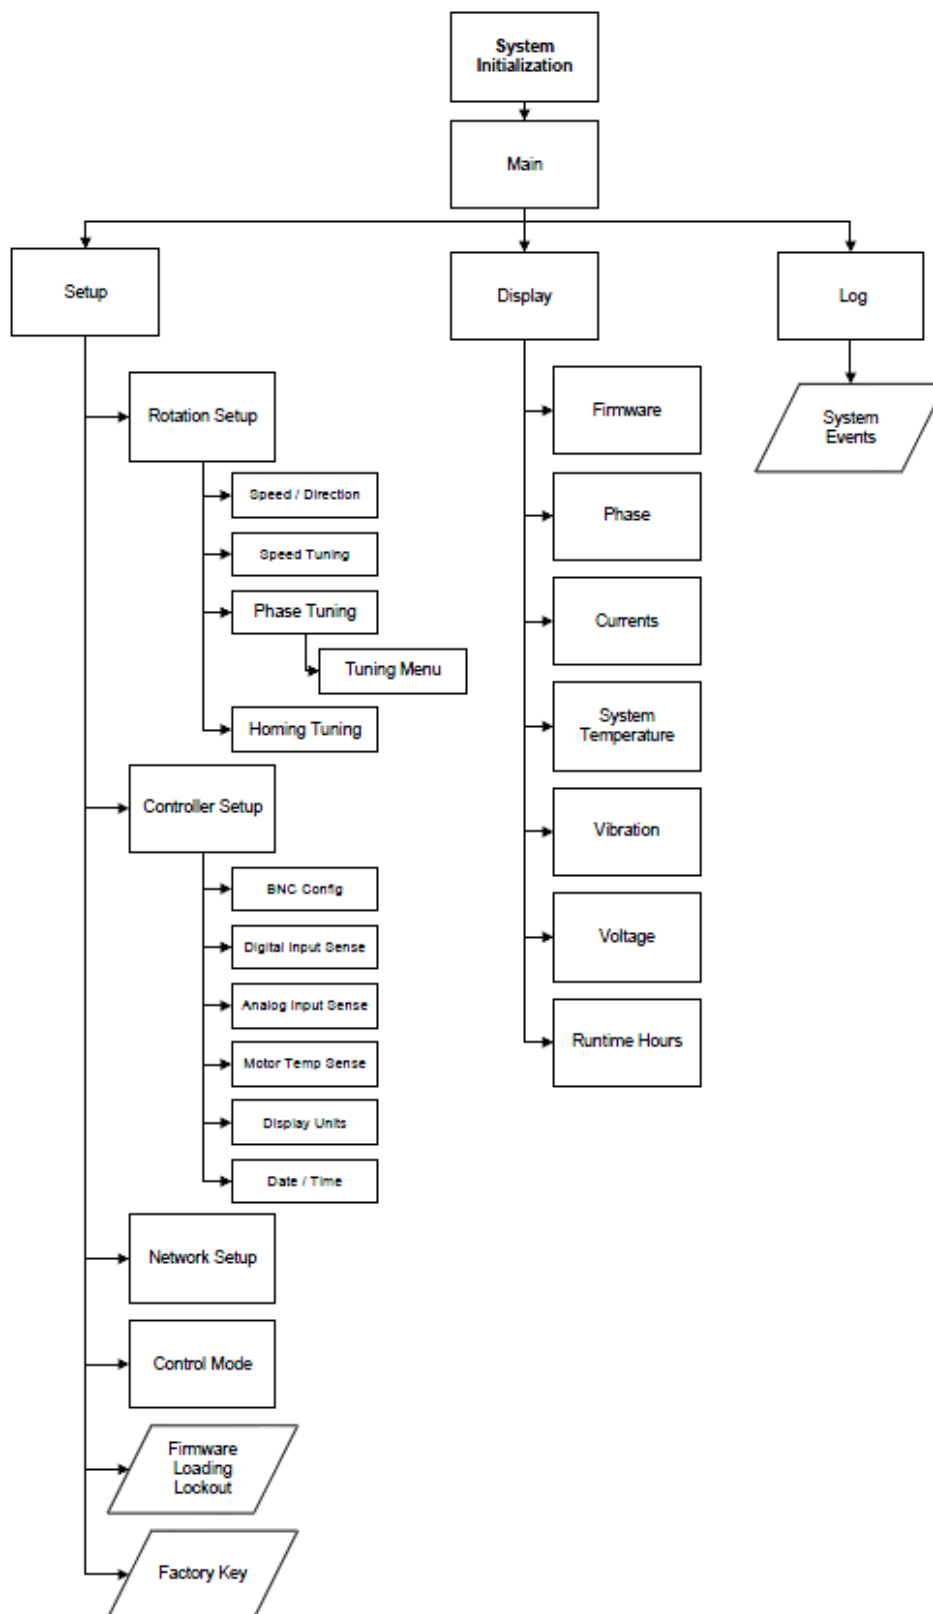 System
Initialization
Main
Setup
Display
Log
Rotation Setup
Speed / Direction
Speed Tuning
Phase Tuning
Tuning Menu
Homing Tuning
Controller Setup
BNC Config
Digital Input Sense
Analog Input Sense
Motor Temp Sense
Display Units
Date / Time
Network Setup
Control Mode
Firmware
Loading
Lockout
Factory Key
Firmware
Phase
Currents
System
Temperature
Vibration
Voltage
Runtime Hours
System
Events